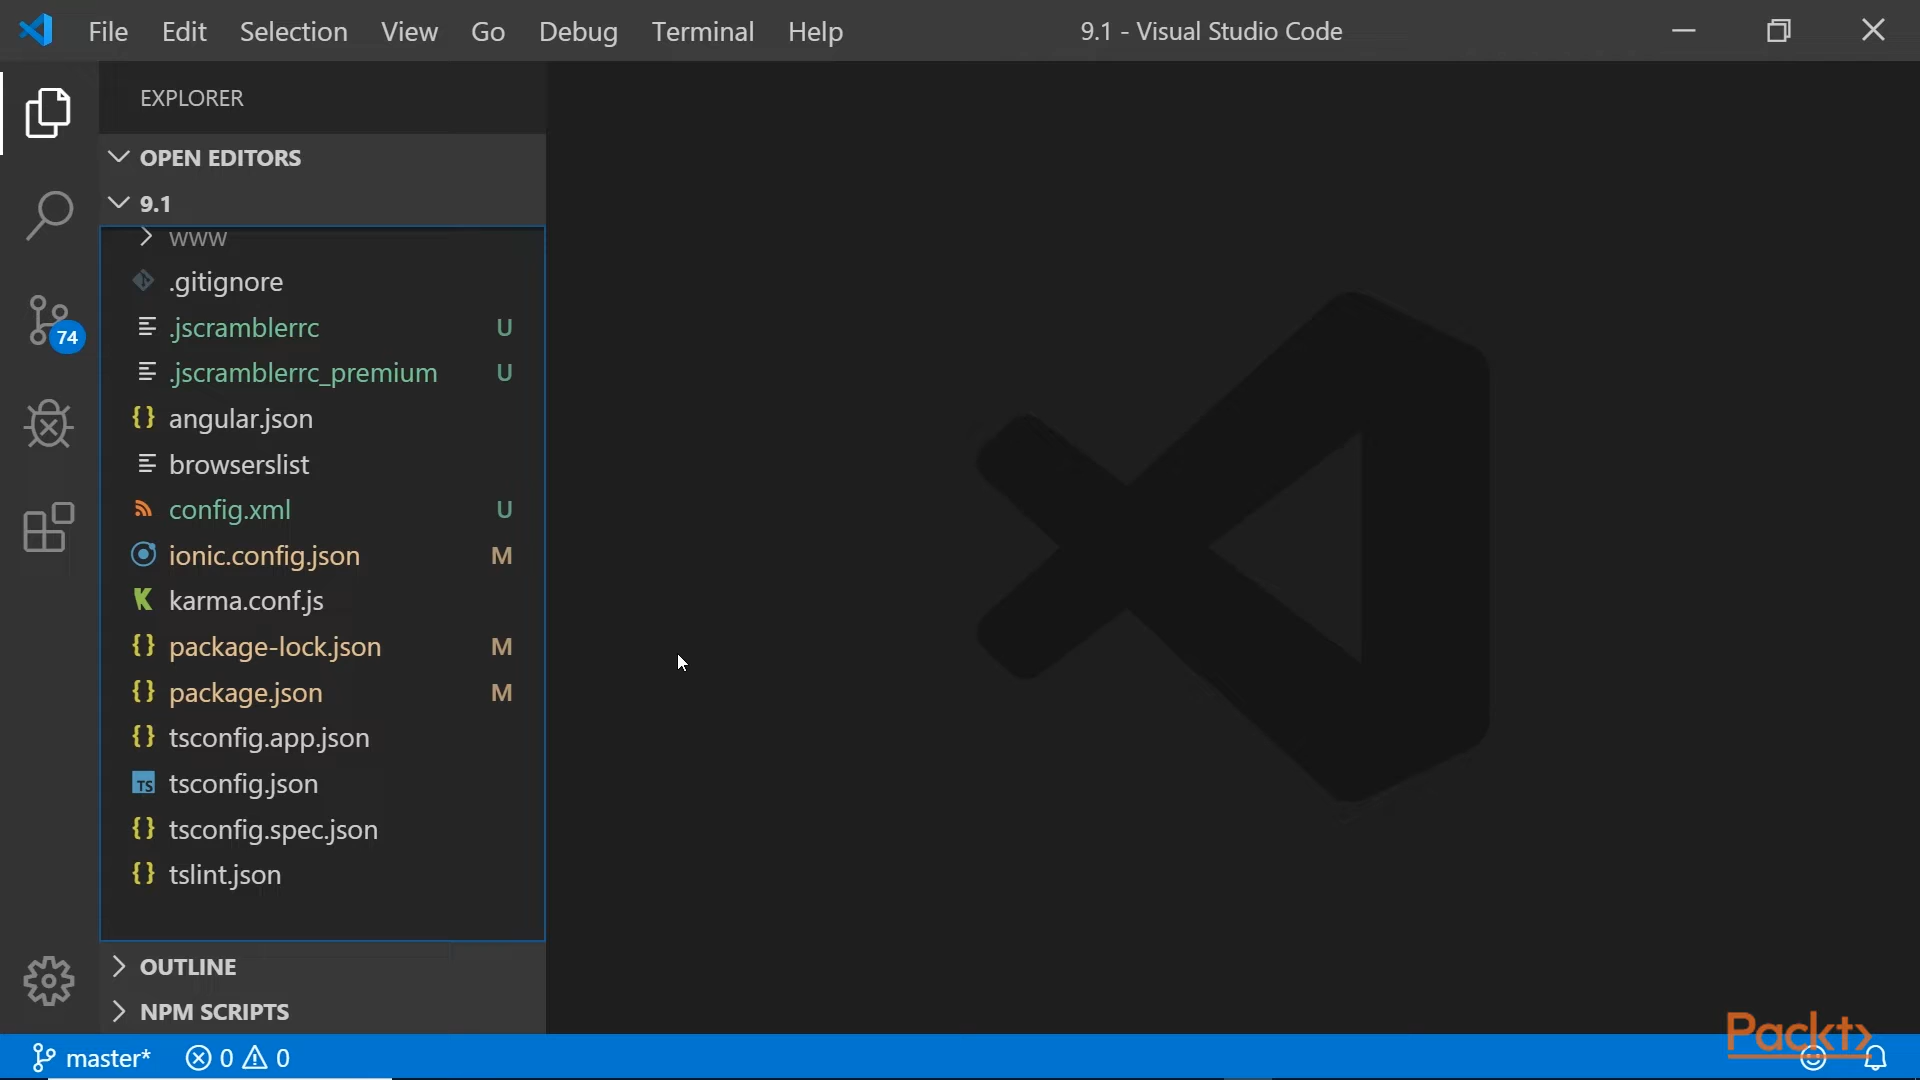 File Edit Selection View Go Debug Terminal Help 9.1 - Visual Studio Code
EXPLORER
OPEN EDITORS
9.1
www
.gitignore
.jscramblerrc U
.jscramblerrc_premium U
{} angular.json
browserslist
config.xml U
ionic.config.json M
karma.conf.js
{} package-lock.json M
{} package.json M
{} tsconfig.app.json
TS tsconfig.json
{} tsconfig.spec.json
{} tslint.json
74
OUTLINE
NPM SCRIPTS
master* 0 0
Packt>